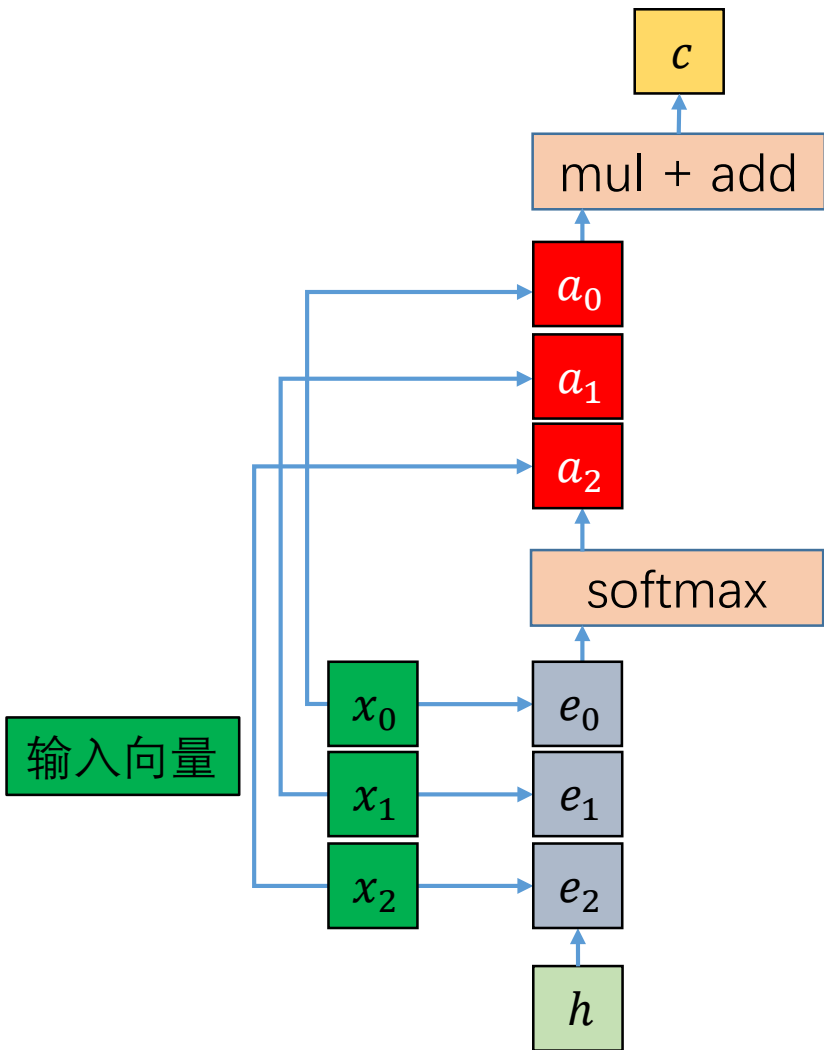 c
mul + add
a₀
a₁
a₂
softmax
x₀ e₀
输入向量
x₁ e₁
x₂ e₂
h